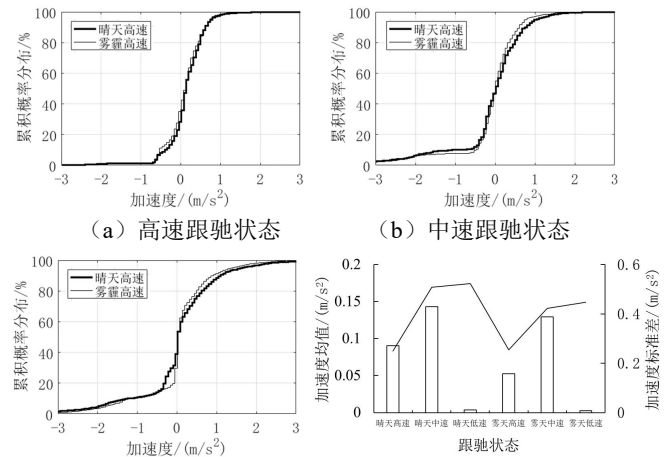 100
80
60
40
20
0
累积概率分布/%
晴天高速
雾霾高速
-3 -2 -1 0 1 2 3
加速度/(m/s²)
(a) 高速跟驰状态
100
80
60
40
20
0
累积概率分布/%
晴天高速
雾霾高速
-3 -2 -1 0 1 2 3
加速度/(m/s²)
(b) 中速跟驰状态
100
80
60
40
20
0
累积概率分布/%
晴天高速
雾霾高速
-3 -2 -1 0 1 2 3
加速度/(m/s²)
0.2
0.15
0.1
0.05
0
加速度均值/(m/s²)
0.6
0.4
0.2
0
加速度标准差/(m/s²)
晴天高速 晴天中速 晴天低速 雾天高速 雾天中速 雾天低速
跟驰状态